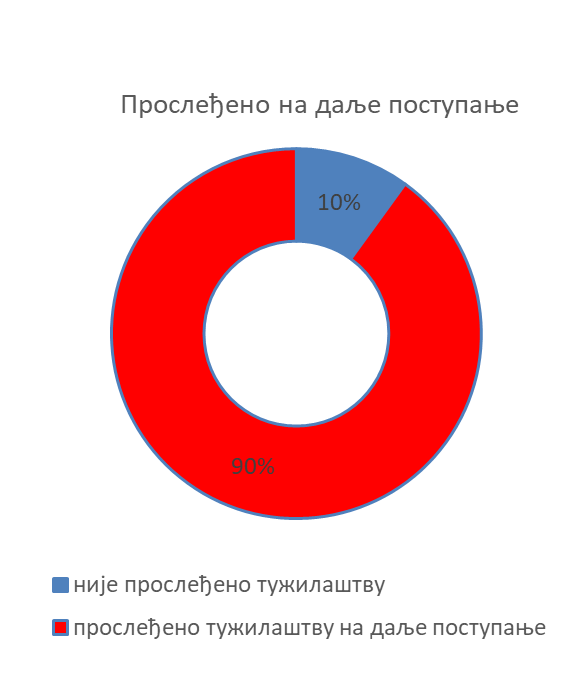 Прослеђено на даље поступање
10%
90%
није прослеђено тужилаштву
прослеђено тужилаштву на даље поступање